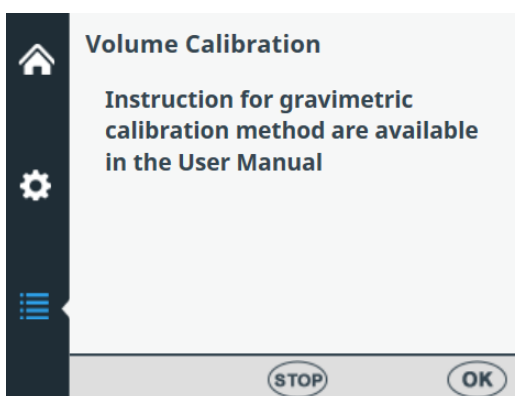 Volume Calibration
Instruction for gravimetric
calibration method are available
in the User Manual
STOP
OK